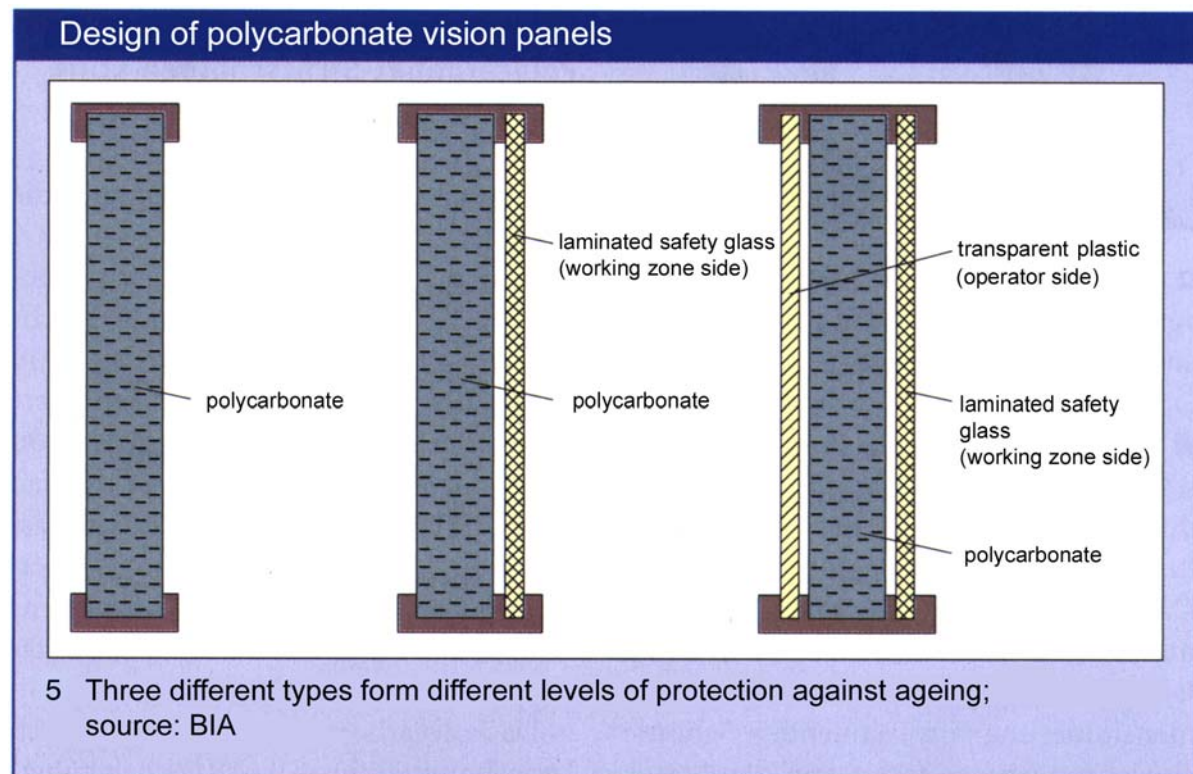 Design of polycarbonate vision panels
polycarbonate
laminated safety glass
(working zone side)
polycarbonate
transparent plastic
(operator side)
laminated safety
glass
(working zone side)
polycarbonate
5 Three different types form different levels of protection against ageing;
source: BIA